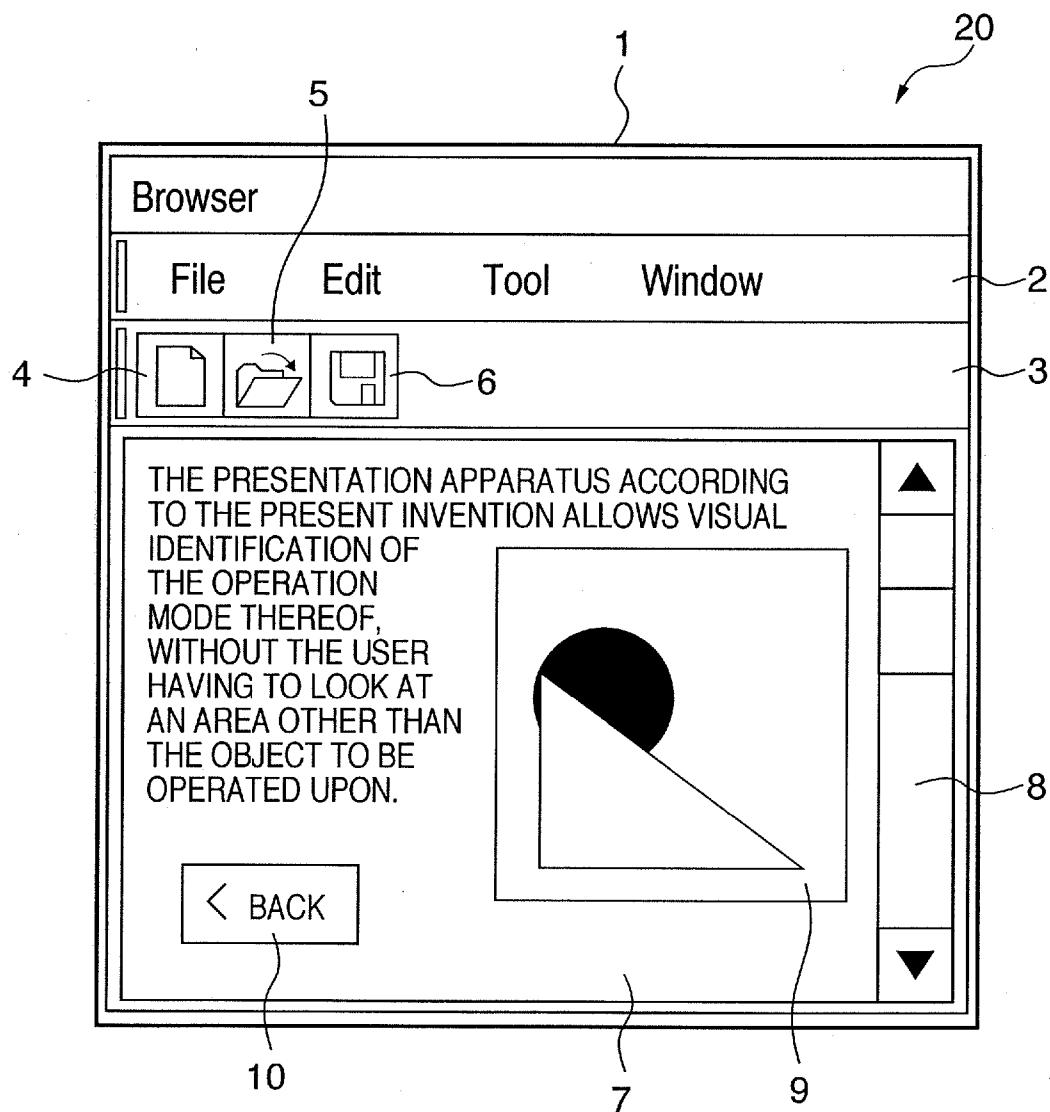 20
1
5
Browser
File Edit Tool Window 2
4 6 3
THE PRESENTATION APPARATUS ACCORDING
TO THE PRESENT INVENTION ALLOWS VISUAL
IDENTIFICATION OF
THE OPERATION
MODE THEREOF,
WITHOUT THE USER
HAVING TO LOOK AT
AN AREA OTHER THAN
THE OBJECT TO BE
OPERATED UPON.
8
< BACK
10 7 9